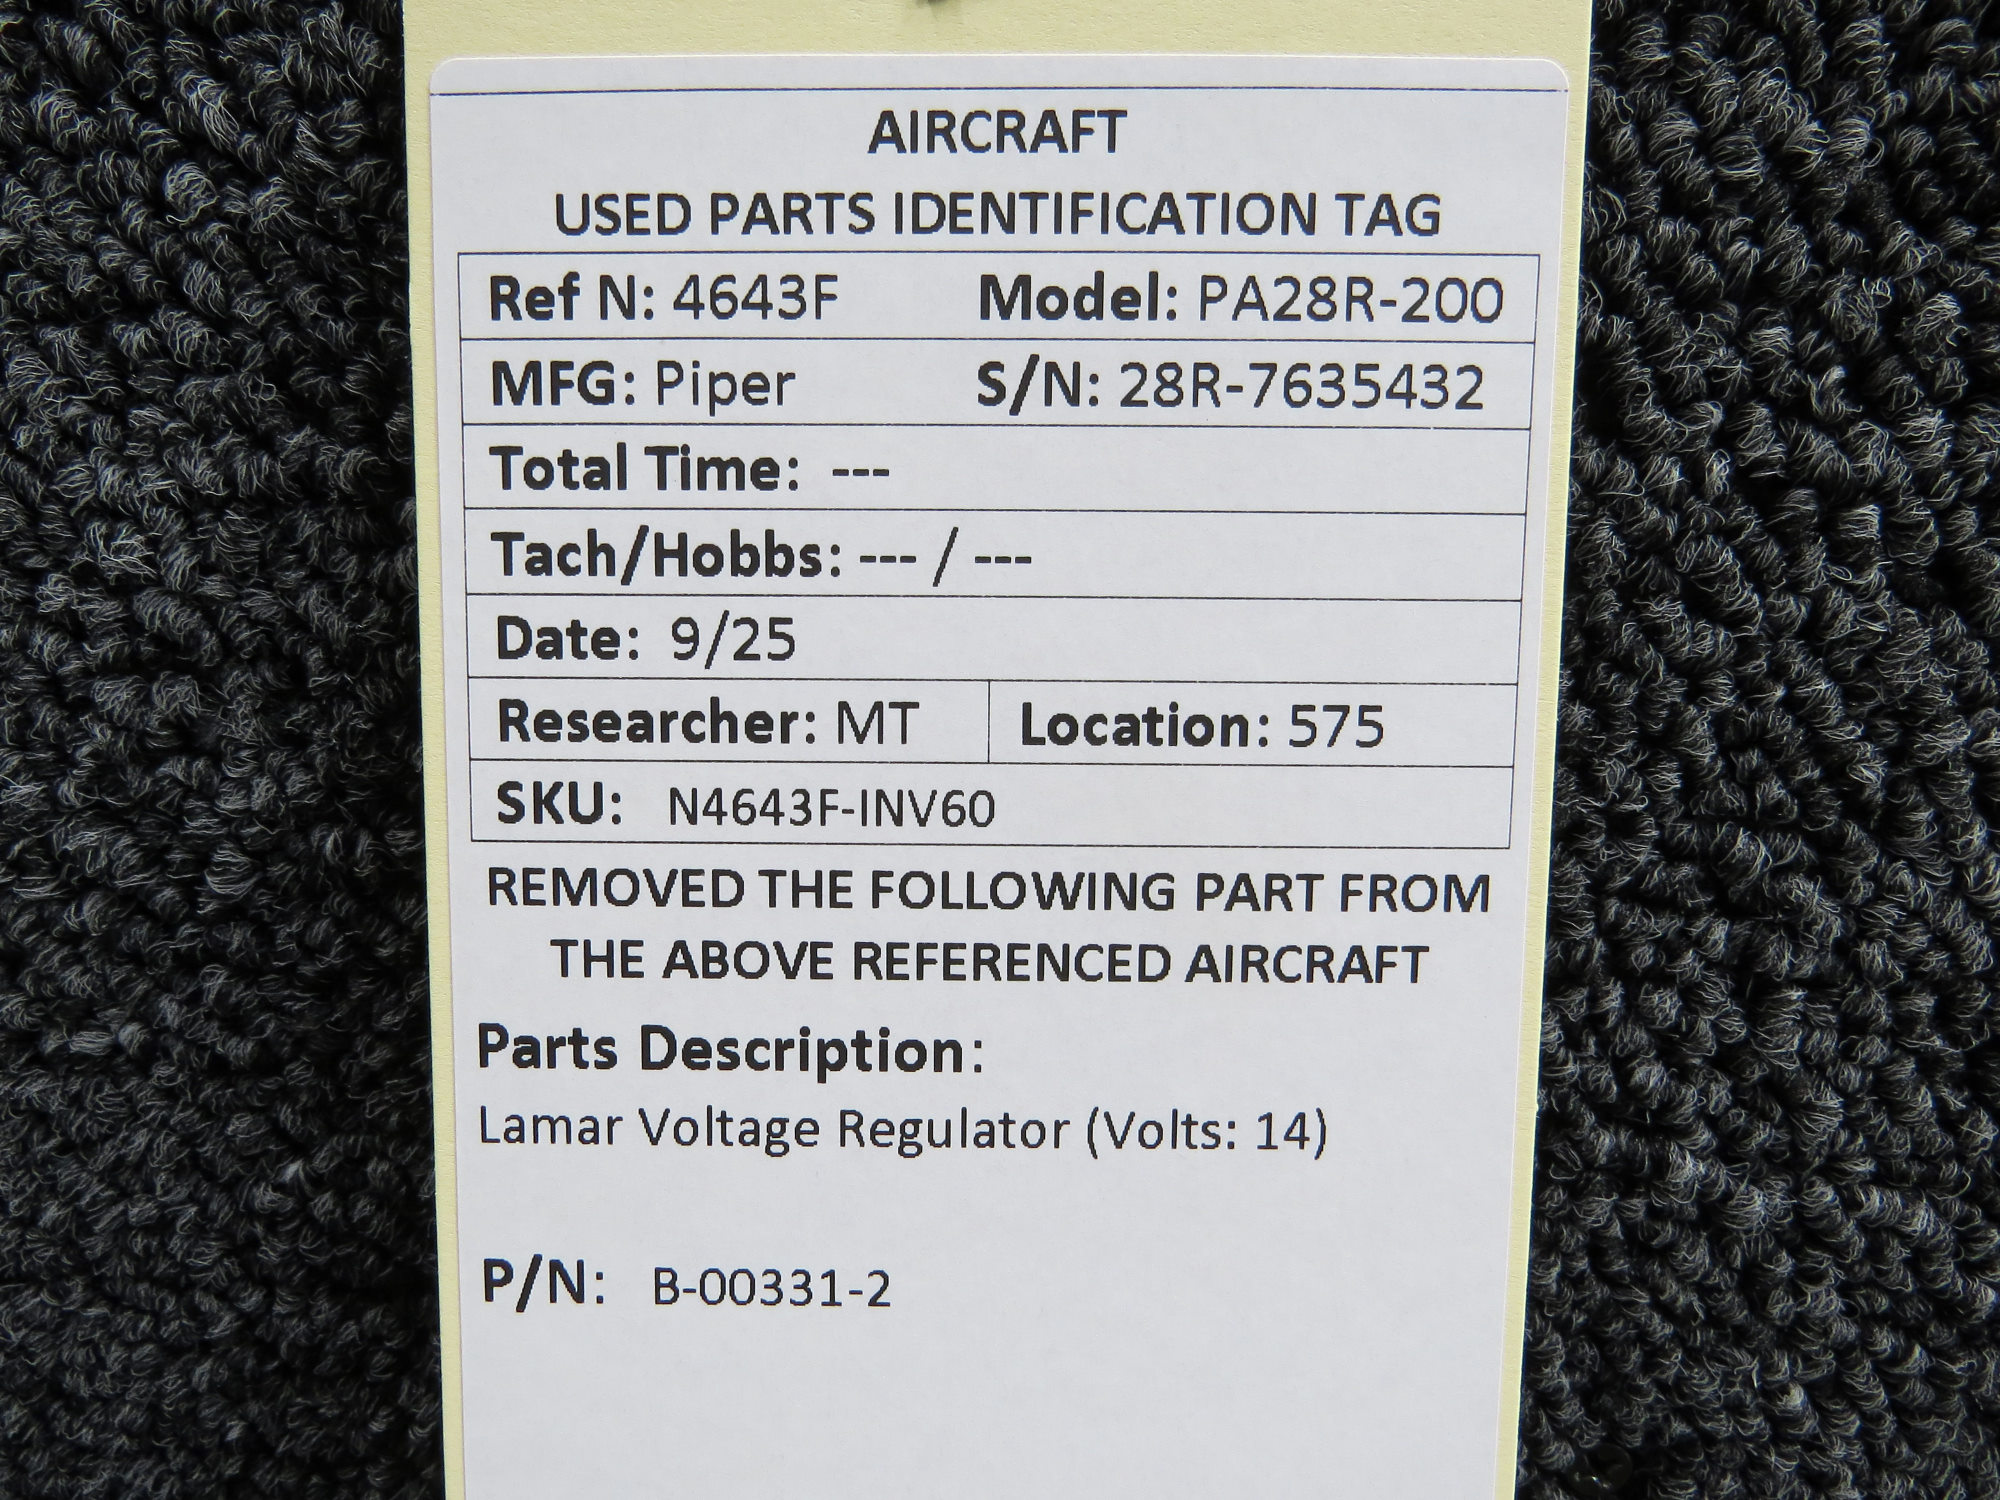 AIRCRAFT
USED PARTS IDENTIFICATION TAG
Ref N: 4643F Model: PA28R-200
MFG: Piper S/N: 28R-7635432
Total Time: ---
Tach/Hobbs: --- / ---
Date: 9/25
Researcher: MT Location: 575
SKU: N4643F-INV60
REMOVED THE FOLLOWING PART FROM
THE ABOVE REFERENCED AIRCRAFT
Parts Description:
Lamar Voltage Regulator (Volts: 14)
P/N: B-00331-2